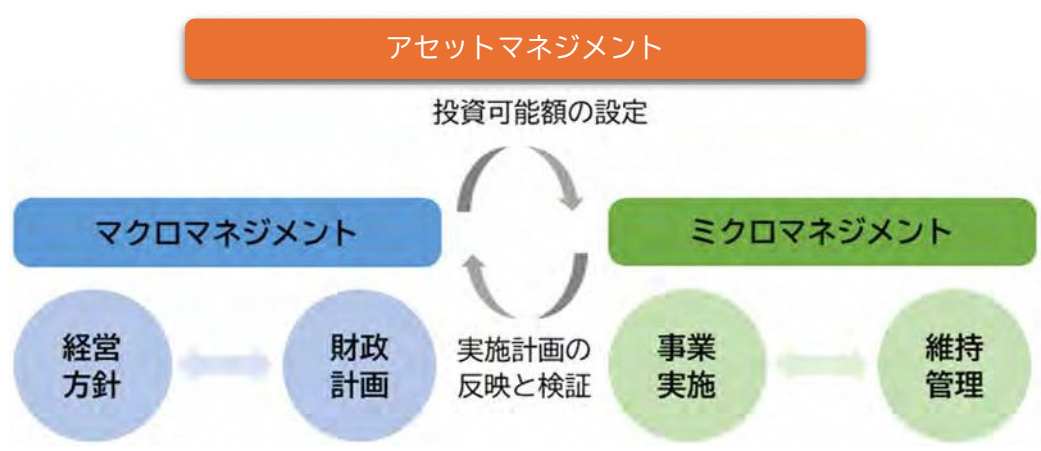 アセットマネジメント
投資可能額の設定
マクロマネジメント
ミクロマネジメント
経営
方針
財政
計画
実施計画の
反映と検証
事業
実施
維持
管理